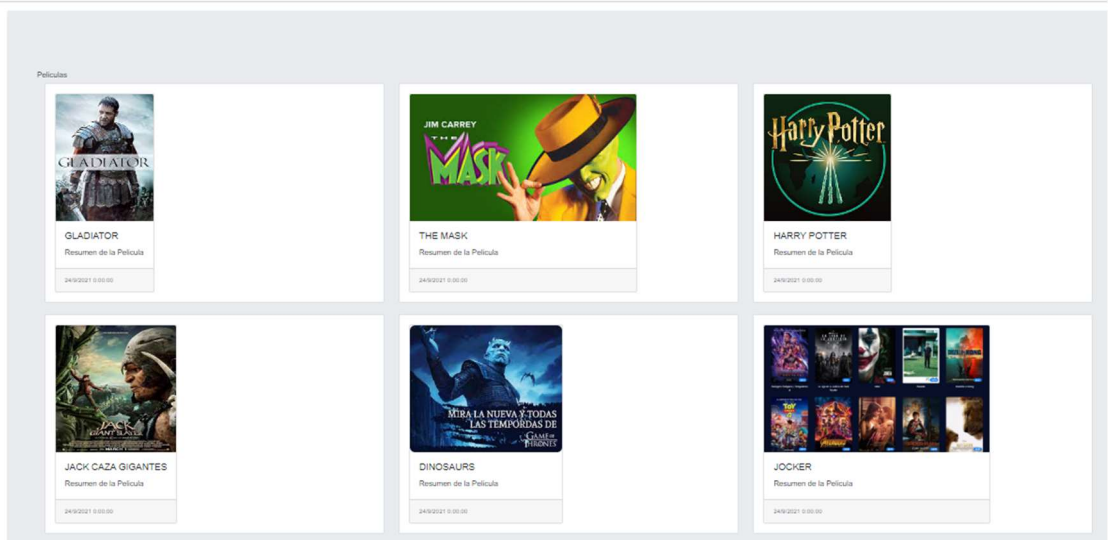 Peliculas
GLADIATOR
GLADIATOR
Resumen de la Pelicula
24/9/2021 0:00:00
JIM CARREY
THE
MASK
THE MASK
Resumen de la Pelicula
24/9/2021 0:00:00
Harry Potter
HARRY POTTER
Resumen de la Pelicula
24/9/2021 0:00:00
JACK
JACK CAZA GIGANTES
Resumen de la Pelicula
24/9/2021 0:00:00
MIRA LA NUEVA Y TODAS
LAS TEMPORDAS DE
GAME OF
THRONES
DINOSAURS
Resumen de la Pelicula
24/9/2021 0:00:00
TOY
JOCKER
Resumen de la Pelicula
24/9/2021 0:00:00